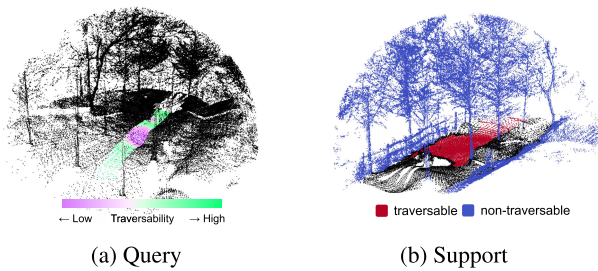 ← Low Traversability → High
traversable non-traversable
(a) Query
(b) Support